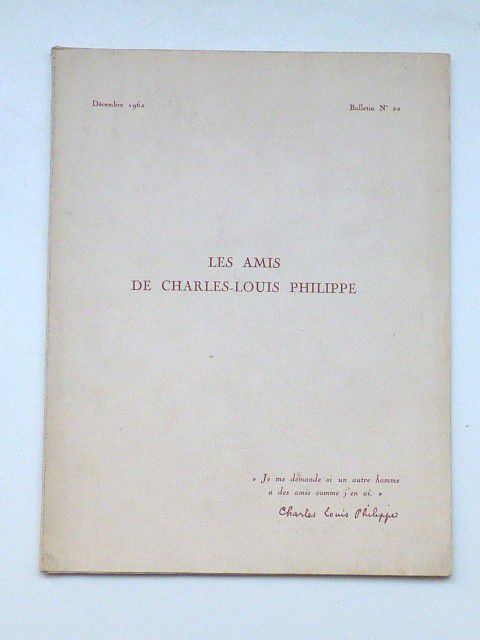 Décembre 1962
Bulletin N° 20
LES AMIS
DE CHARLES-LOUIS PHILIPPE
« Je me demande si un autre homme
a des amis comme j'en ai. »
Charles Louis Philippe